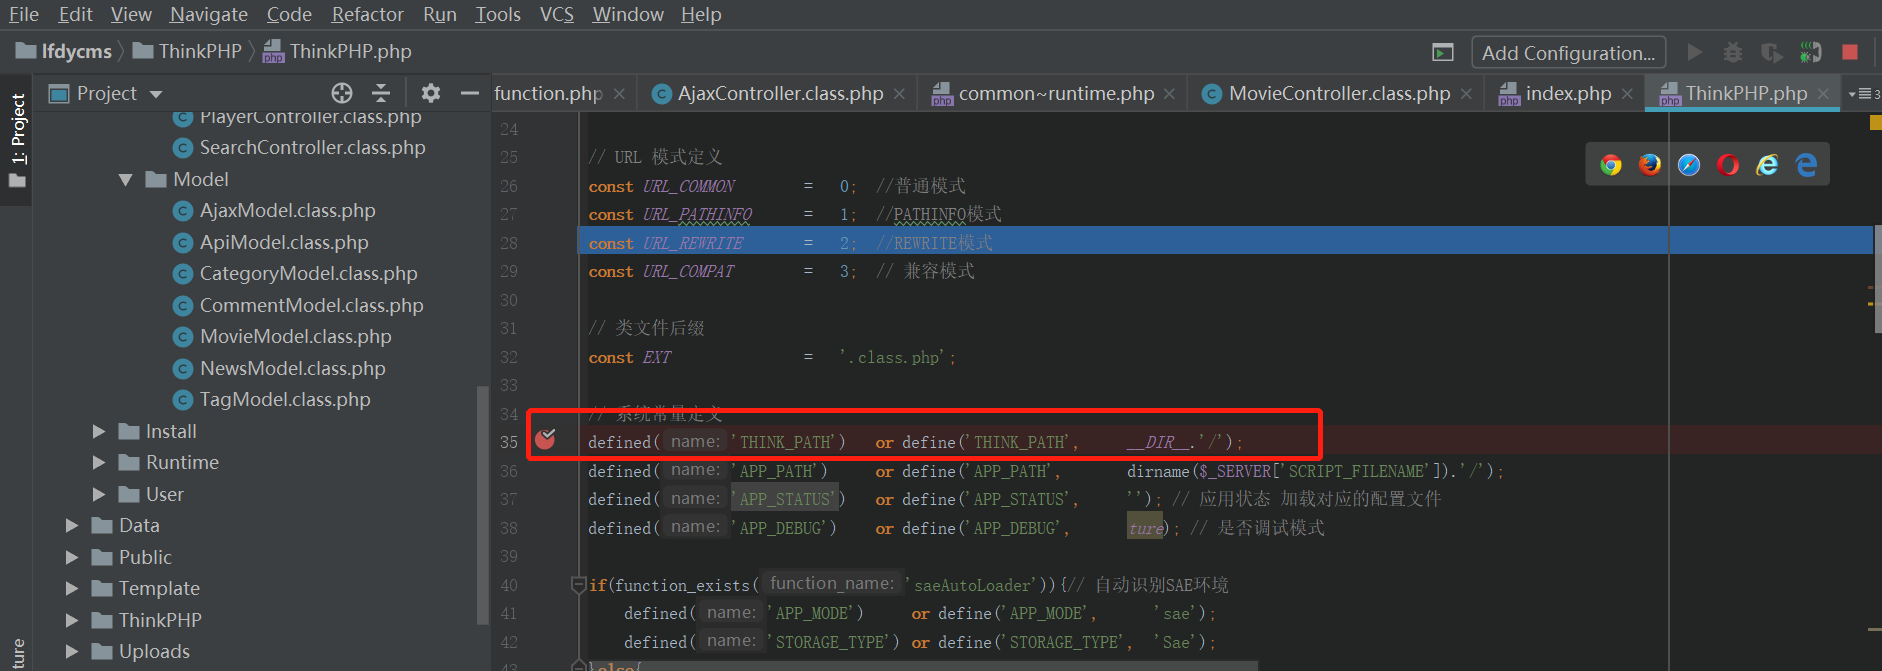 File Edit View Navigate Code Refactor Run Tools VCS Window Help
lfdycms ThinkPHP ThinkPHP.php
Add Configuration...
1: Project
Project
function.php AjaxController.class.php common~runtime.php MovieController.class.php index.php ThinkPHP.php 3
PlayerController.class.php
SearchController.class.php
Model
AjaxModel.class.php
ApiModel.class.php
CategoryModel.class.php
CommentModel.class.php
MovieModel.class.php
NewsModel.class.php
TagModel.class.php
Install
Runtime
User
Data
Public
Template
ThinkPHP
Uploads
24
25 // URL 模式定义
26 const URL_COMMON = 0; //普通模式
27 const URL_PATHINFO = 1; //PATHINFO模式
28 const URL_REWRITE = 2; //REWRITE模式
29 const URL_COMPAT = 3; // 兼容模式
30
31 // 类文件后缀
32 const EXT = '.class.php';
33
34 // 系统常量定义
35 defined( name: 'THINK_PATH') or define('THINK_PATH', __DIR__.'/');
36 defined( name: 'APP_PATH') or define('APP_PATH', dirname($_SERVER['SCRIPT_FILENAME']).'/');
37 defined( name: 'APP_STATUS') or define('APP_STATUS', ''); // 应用状态 加载对应的配置文件
38 defined( name: 'APP_DEBUG') or define('APP_DEBUG', ture); // 是否调试模式
39
40 if(function_exists( function_name: 'saeAutoLoader')){// 自动识别SAE环境
41 defined( name: 'APP_MODE') or define('APP_MODE', 'sae');
42 defined( name: 'STORAGE_TYPE') or define('STORAGE_TYPE', 'Sae');
43 }else{